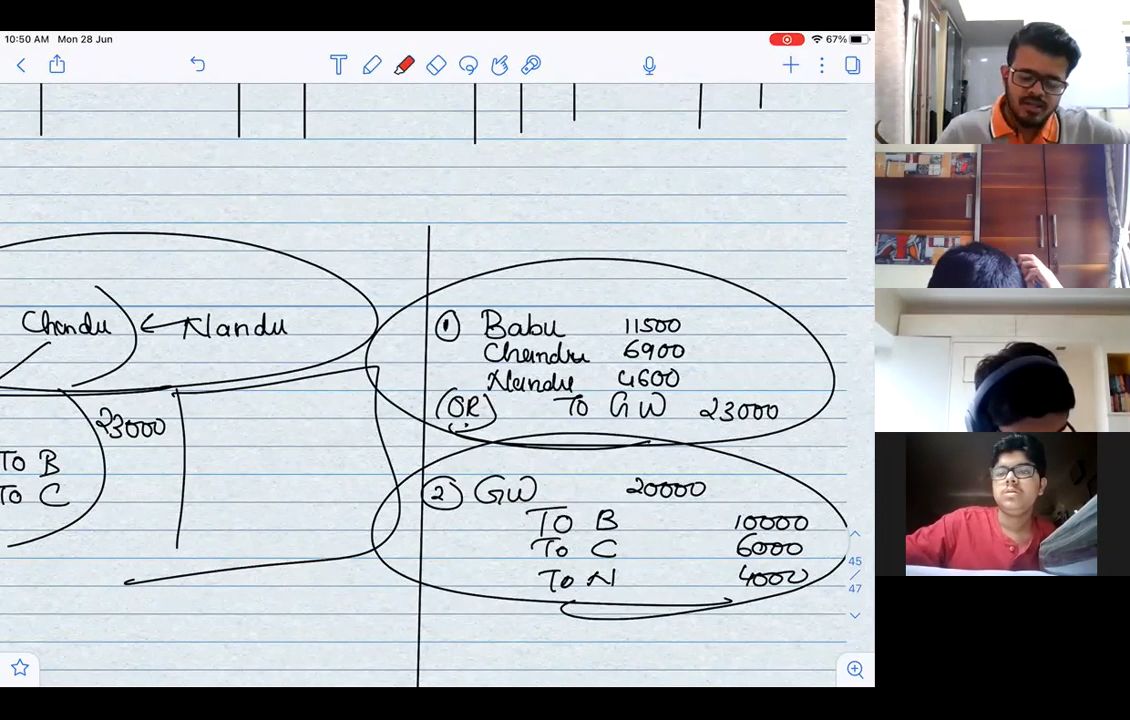 10:50 AM Mon 28 Jun
67%
T
Chandu ← Nandu
23000
To B
To C
① Babu 11500
Chandu 6900
Nandu 4600
(OR) To GW 23000
② GW 20000
To B 10000
To C 6000
To N 4000
45
/
47